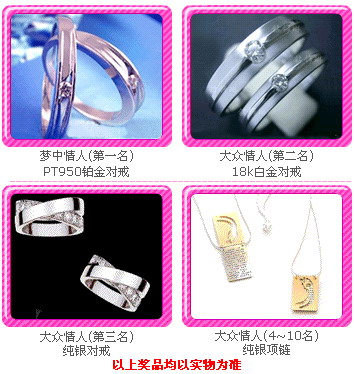 梦中情人(第一名)
PT950铂金对戒
大众情人(第二名)
18k白金对戒
大众情人(第三名)
纯银对戒
大众情人(4~10名)
纯银项链
以上奖品均以实物为准